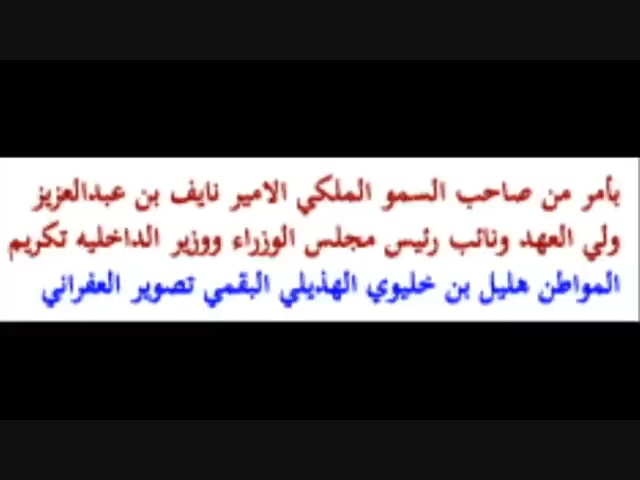 بأمر من صاحب السمو الملكي الامير نايف بن عبدالعزيز
ولي العهد ونائب رئيس مجلس الوزراء ووزير الداخليه تكريم
المواطن هليل بن خليوي الهذيلي البقمي تصوير العفراني